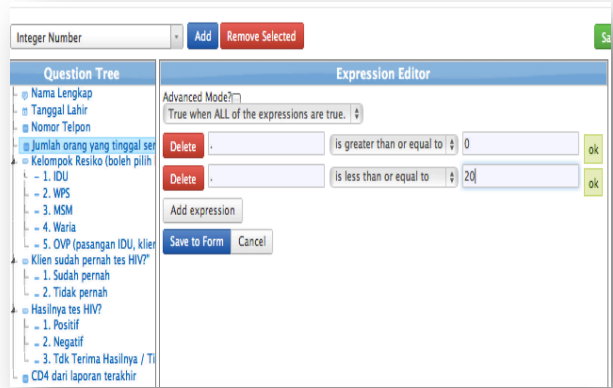 Integer Number
Add
Remove Selected
Sa
Question Tree
Nama Lengkap
Tanggal Lahir
Nomor Telpon
Jumlah orang yang tinggal ser
Kelompok Resiko (boleh pilih
1. IDU
2. WPS
3. MSM
4. Waria
5. OVP (pasangan IDU, klien
Klien sudah pernah tes HIV?"
1. Sudah pernah
2. Tidak pernah
Hasilnya tes HIV?
1. Positif
2. Negatif
3. Tdk Terima Hasilnya / Ti
CD4 dari laporan terakhir
Expression Editor
Advanced Mode?
True when ALL of the expressions are true.
Delete . is greater than or equal to 0 ok
Delete . is less than or equal to 20 ok
Add expression
Save to Form Cancel